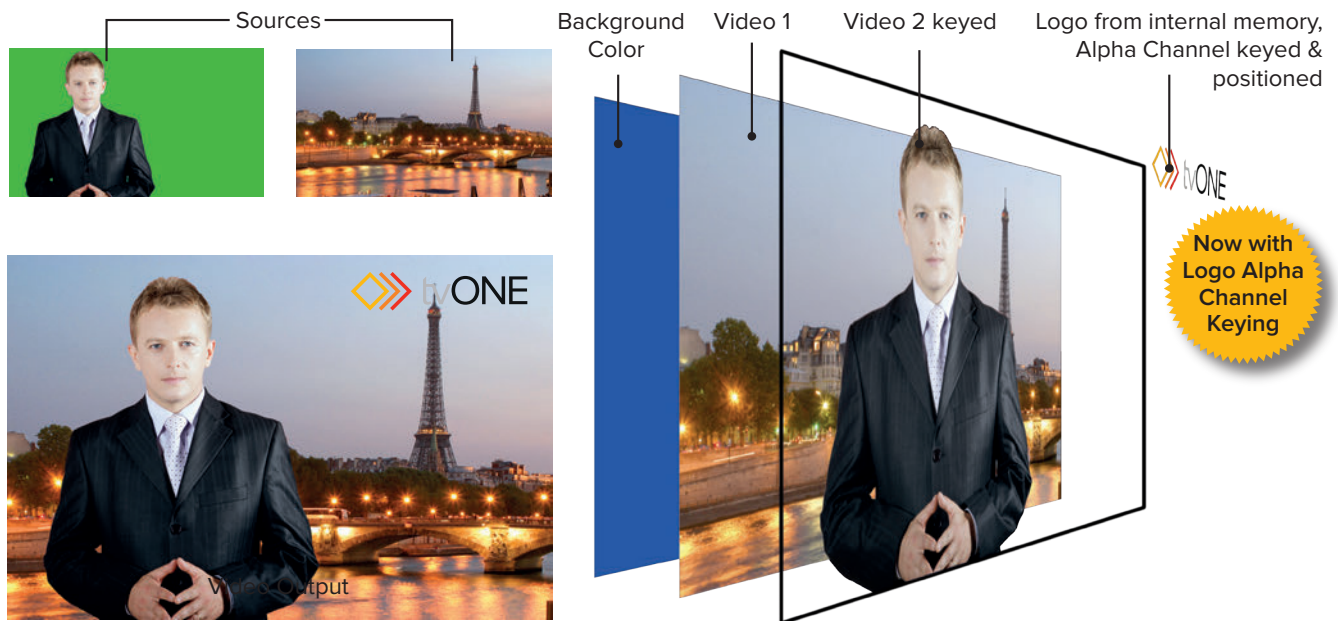 Sources
Background
Color
Video 1
Video 2 keyed
Logo from internal memory,
Alpha Channel keyed &
positioned
tvONE
Now with
Logo Alpha
Channel
Keying
tvONE
Video Output